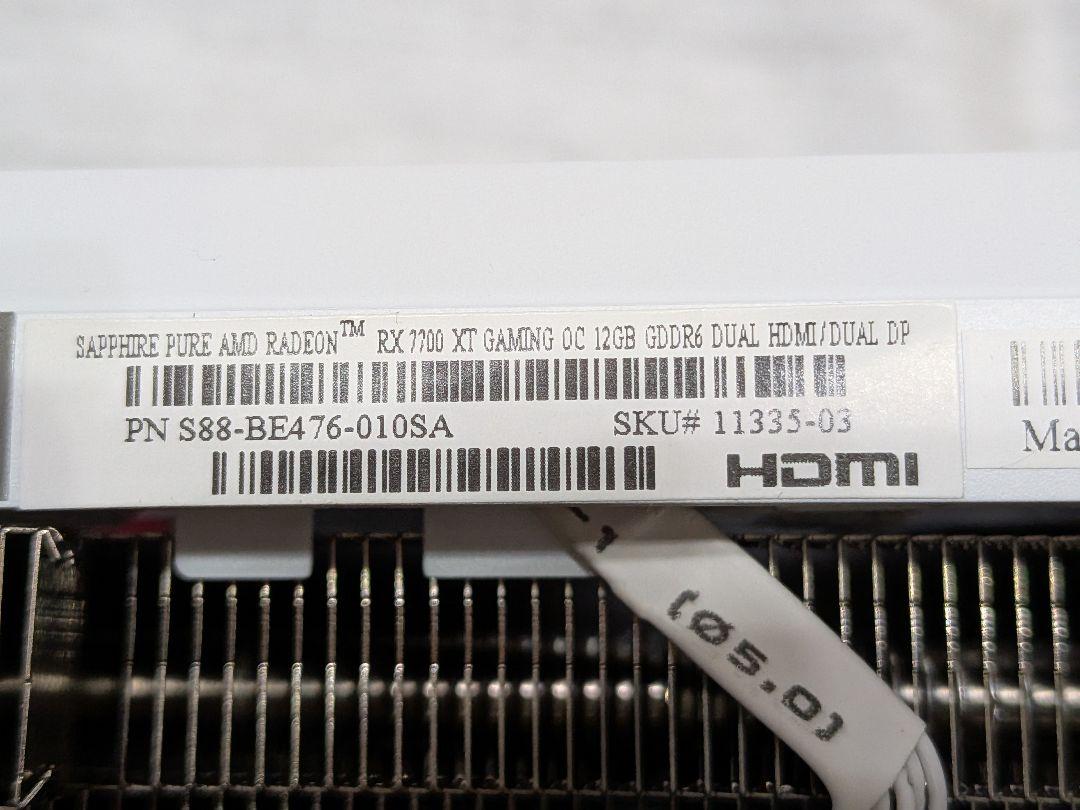 SAPPHIRE PURE AMD RADEON™ RX 7700 XT GAMING OC 12GB GDDR6 DUAL HDMI/DUAL DP
PN S88-BE476-010SA SKU# 11335-03
HDMI
Ma
(05.0)